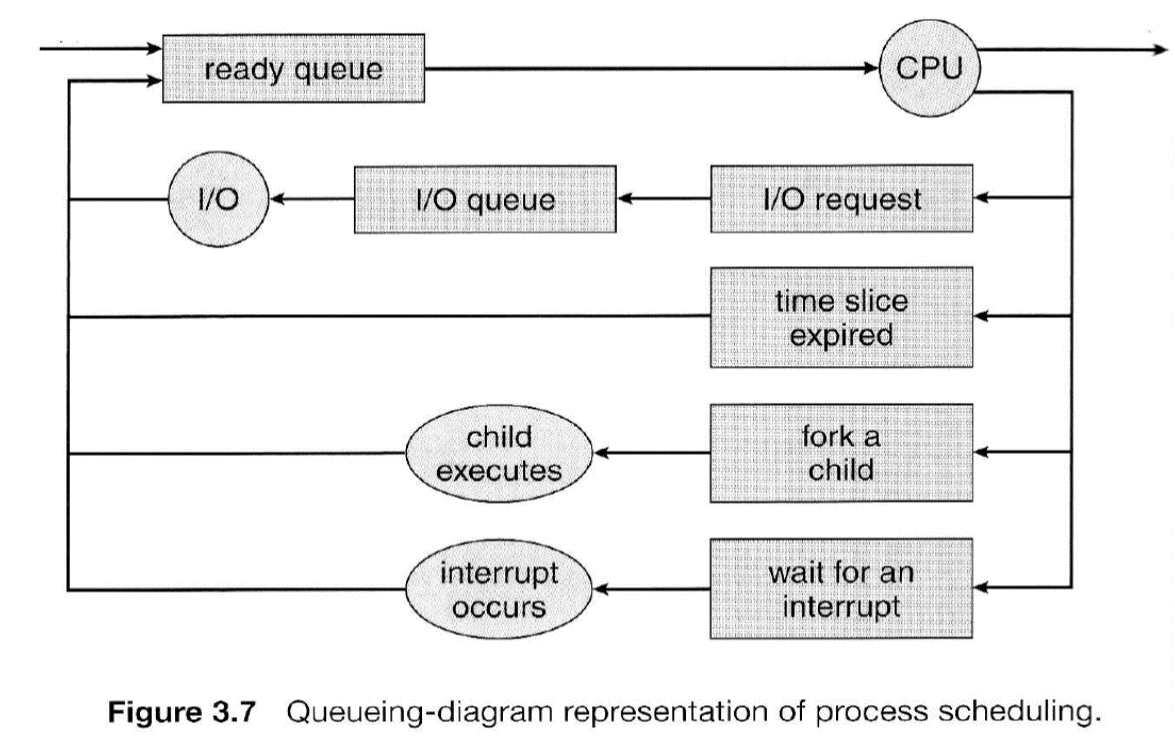 ready queue
CPU
I/O
I/O queue
I/O request
time slice
expired
child
executes
fork a
child
interrupt
occurs
wait for an
interrupt
Figure 3.7 Queueing-diagram representation of process scheduling.